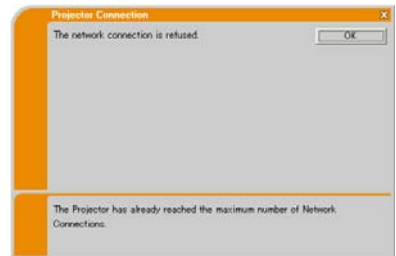 Projector Connection
X
The network connection is refused.
OK
The Projector has already reached the maximum number of Network
Connections.